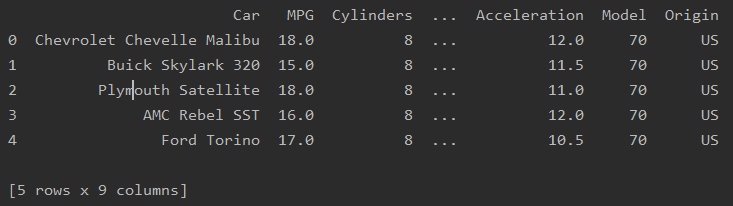 Car MPG Cylinders ... Acceleration Model Origin
0 Chevrolet Chevelle Malibu 18.0 8 ... 12.0 70 US
1 Buick Skylark 320 15.0 8 ... 11.5 70 US
2 Plymouth Satellite 18.0 8 ... 11.0 70 US
3 AMC Rebel SST 16.0 8 ... 12.0 70 US
4 Ford Torino 17.0 8 ... 10.5 70 US
[5 rows x 9 columns]